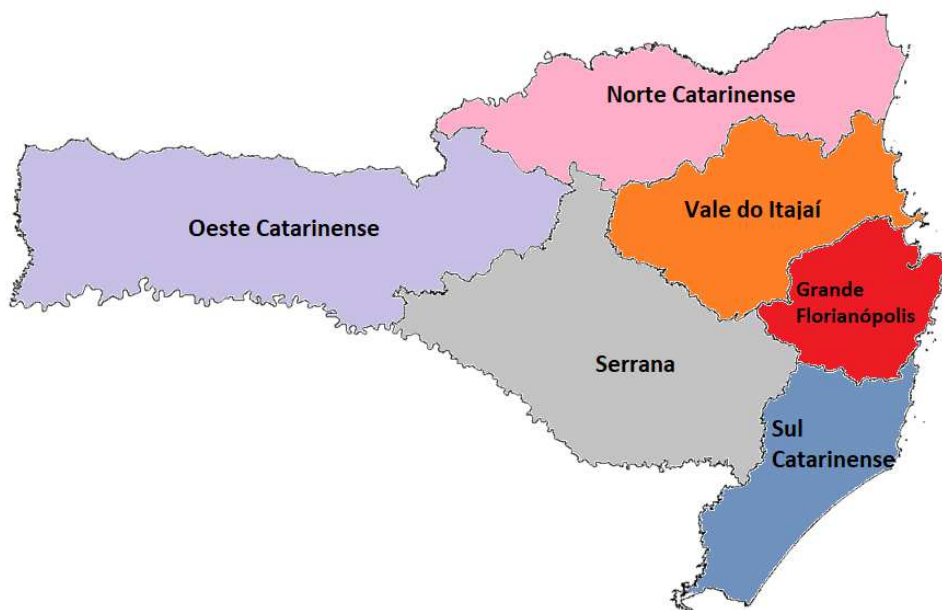 Norte Catarinense
Vale do Itajaí
Oeste Catarinense
Grande
Florianópolis
Serrana
Sul
Catarinense